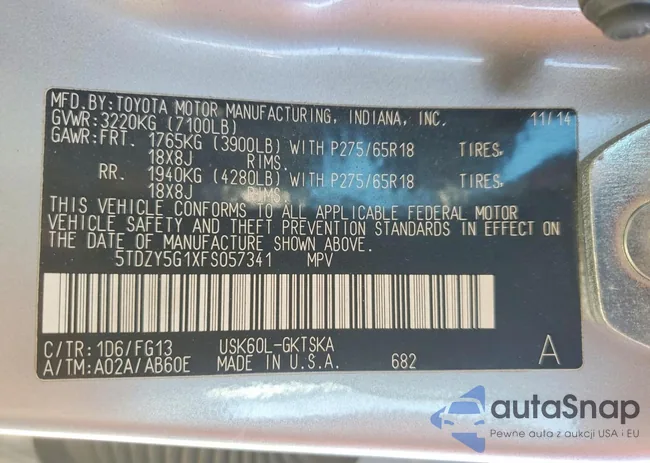 MFD.BY:TOYOTA MOTOR MANUFACTURING, INDIANA, INC. 11/14
GVWR:3220KG (7100LB)
GAWR:FRT. 1765KG (3900LB) WITH P275/65R18 TIRES,
18X8J RIMS.
RR. 1940KG (4280LB) WITH P275/65R18 TIRES,
18X8J RIMS.
THIS VEHICLE CONFORMS TO ALL APPLICABLE FEDERAL MOTOR
VEHICLE SAFETY AND THEFT PREVENTION STANDARDS IN EFFECT ON
THE DATE OF MANUFACTURE SHOWN ABOVE.
5TDZY5G1XFS057341 MPV
C/TR:1D6/FG13 USK60L-GKTSKA A
A/TM:A02A/AB60E MADE IN U.S.A. 682
autaSnap
Pewne auta z aukcji USA i EU